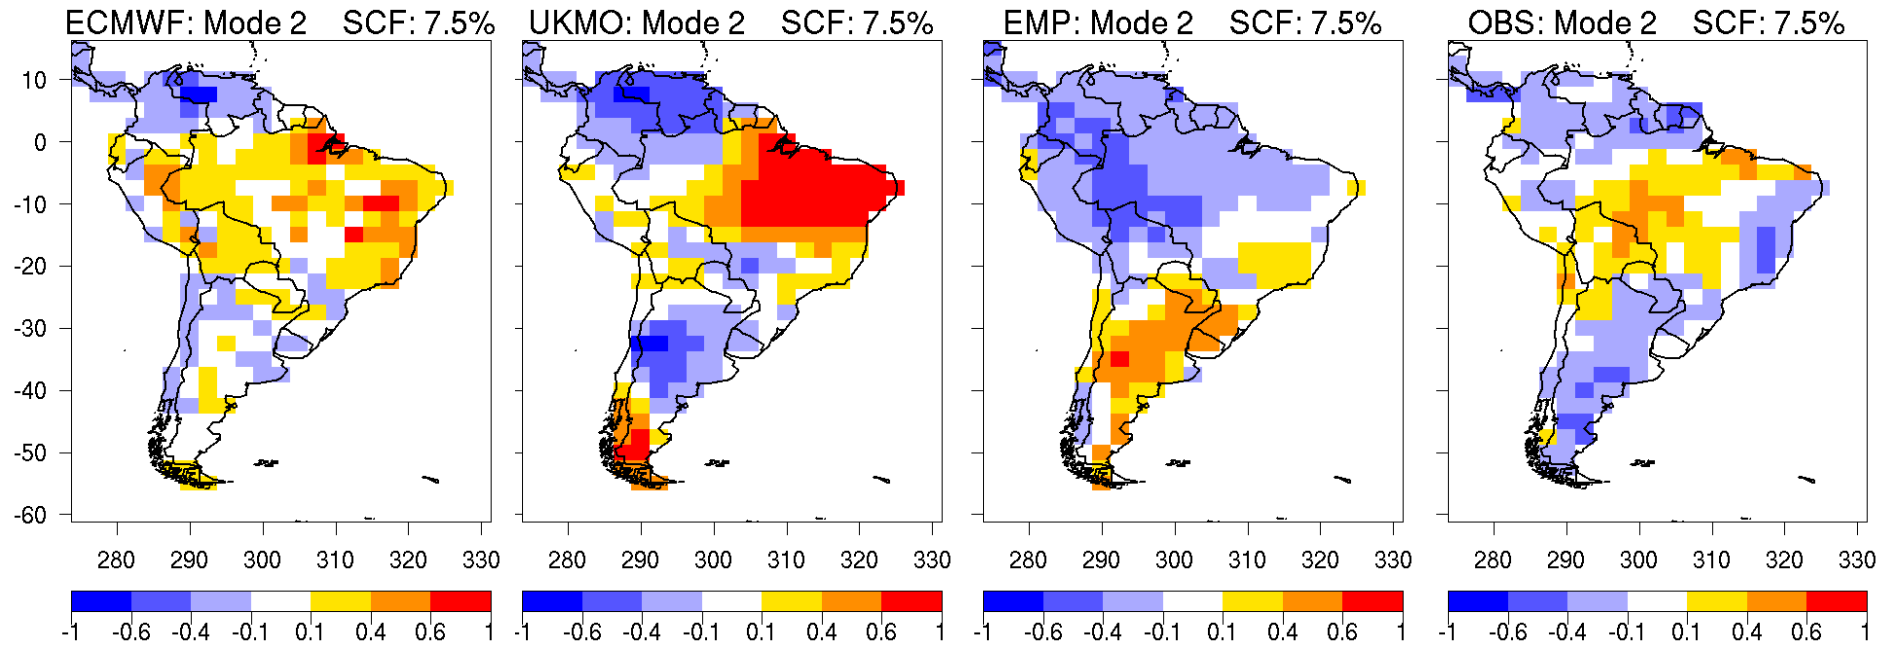 ECMWF: Mode 2 SCF: 7.5%
UKMO: Mode 2 SCF: 7.5%
EMP: Mode 2 SCF: 7.5%
OBS: Mode 2 SCF: 7.5%
10
0
-10
-20
-30
-40
-50
-60
280 290 300 310 320 330
280 290 300 310 320 330
280 290 300 310 320 330
280 290 300 310 320 330
-1 -0.6 -0.4 -0.1 0.1 0.4 0.6 1
-1 -0.6 -0.4 -0.1 0.1 0.4 0.6 1
-1 -0.6 -0.4 -0.1 0.1 0.4 0.6 1
-1 -0.6 -0.4 -0.1 0.1 0.4 0.6 1